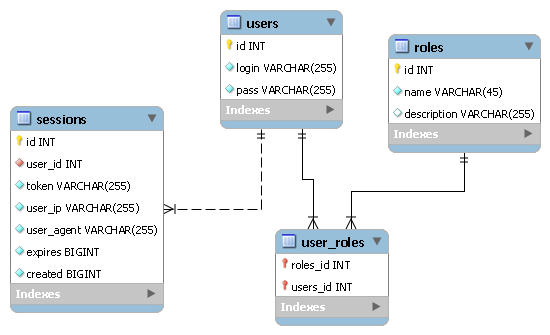 users
id INT
login VARCHAR(255)
pass VARCHAR(255)
Indexes
roles
id INT
name VARCHAR(45)
description VARCHAR(255)
Indexes
sessions
id INT
user_id INT
token VARCHAR(255)
user_ip VARCHAR(255)
user_agent VARCHAR(255)
expires BIGINT
created BIGINT
Indexes
user_roles
roles_id INT
users_id INT
Indexes